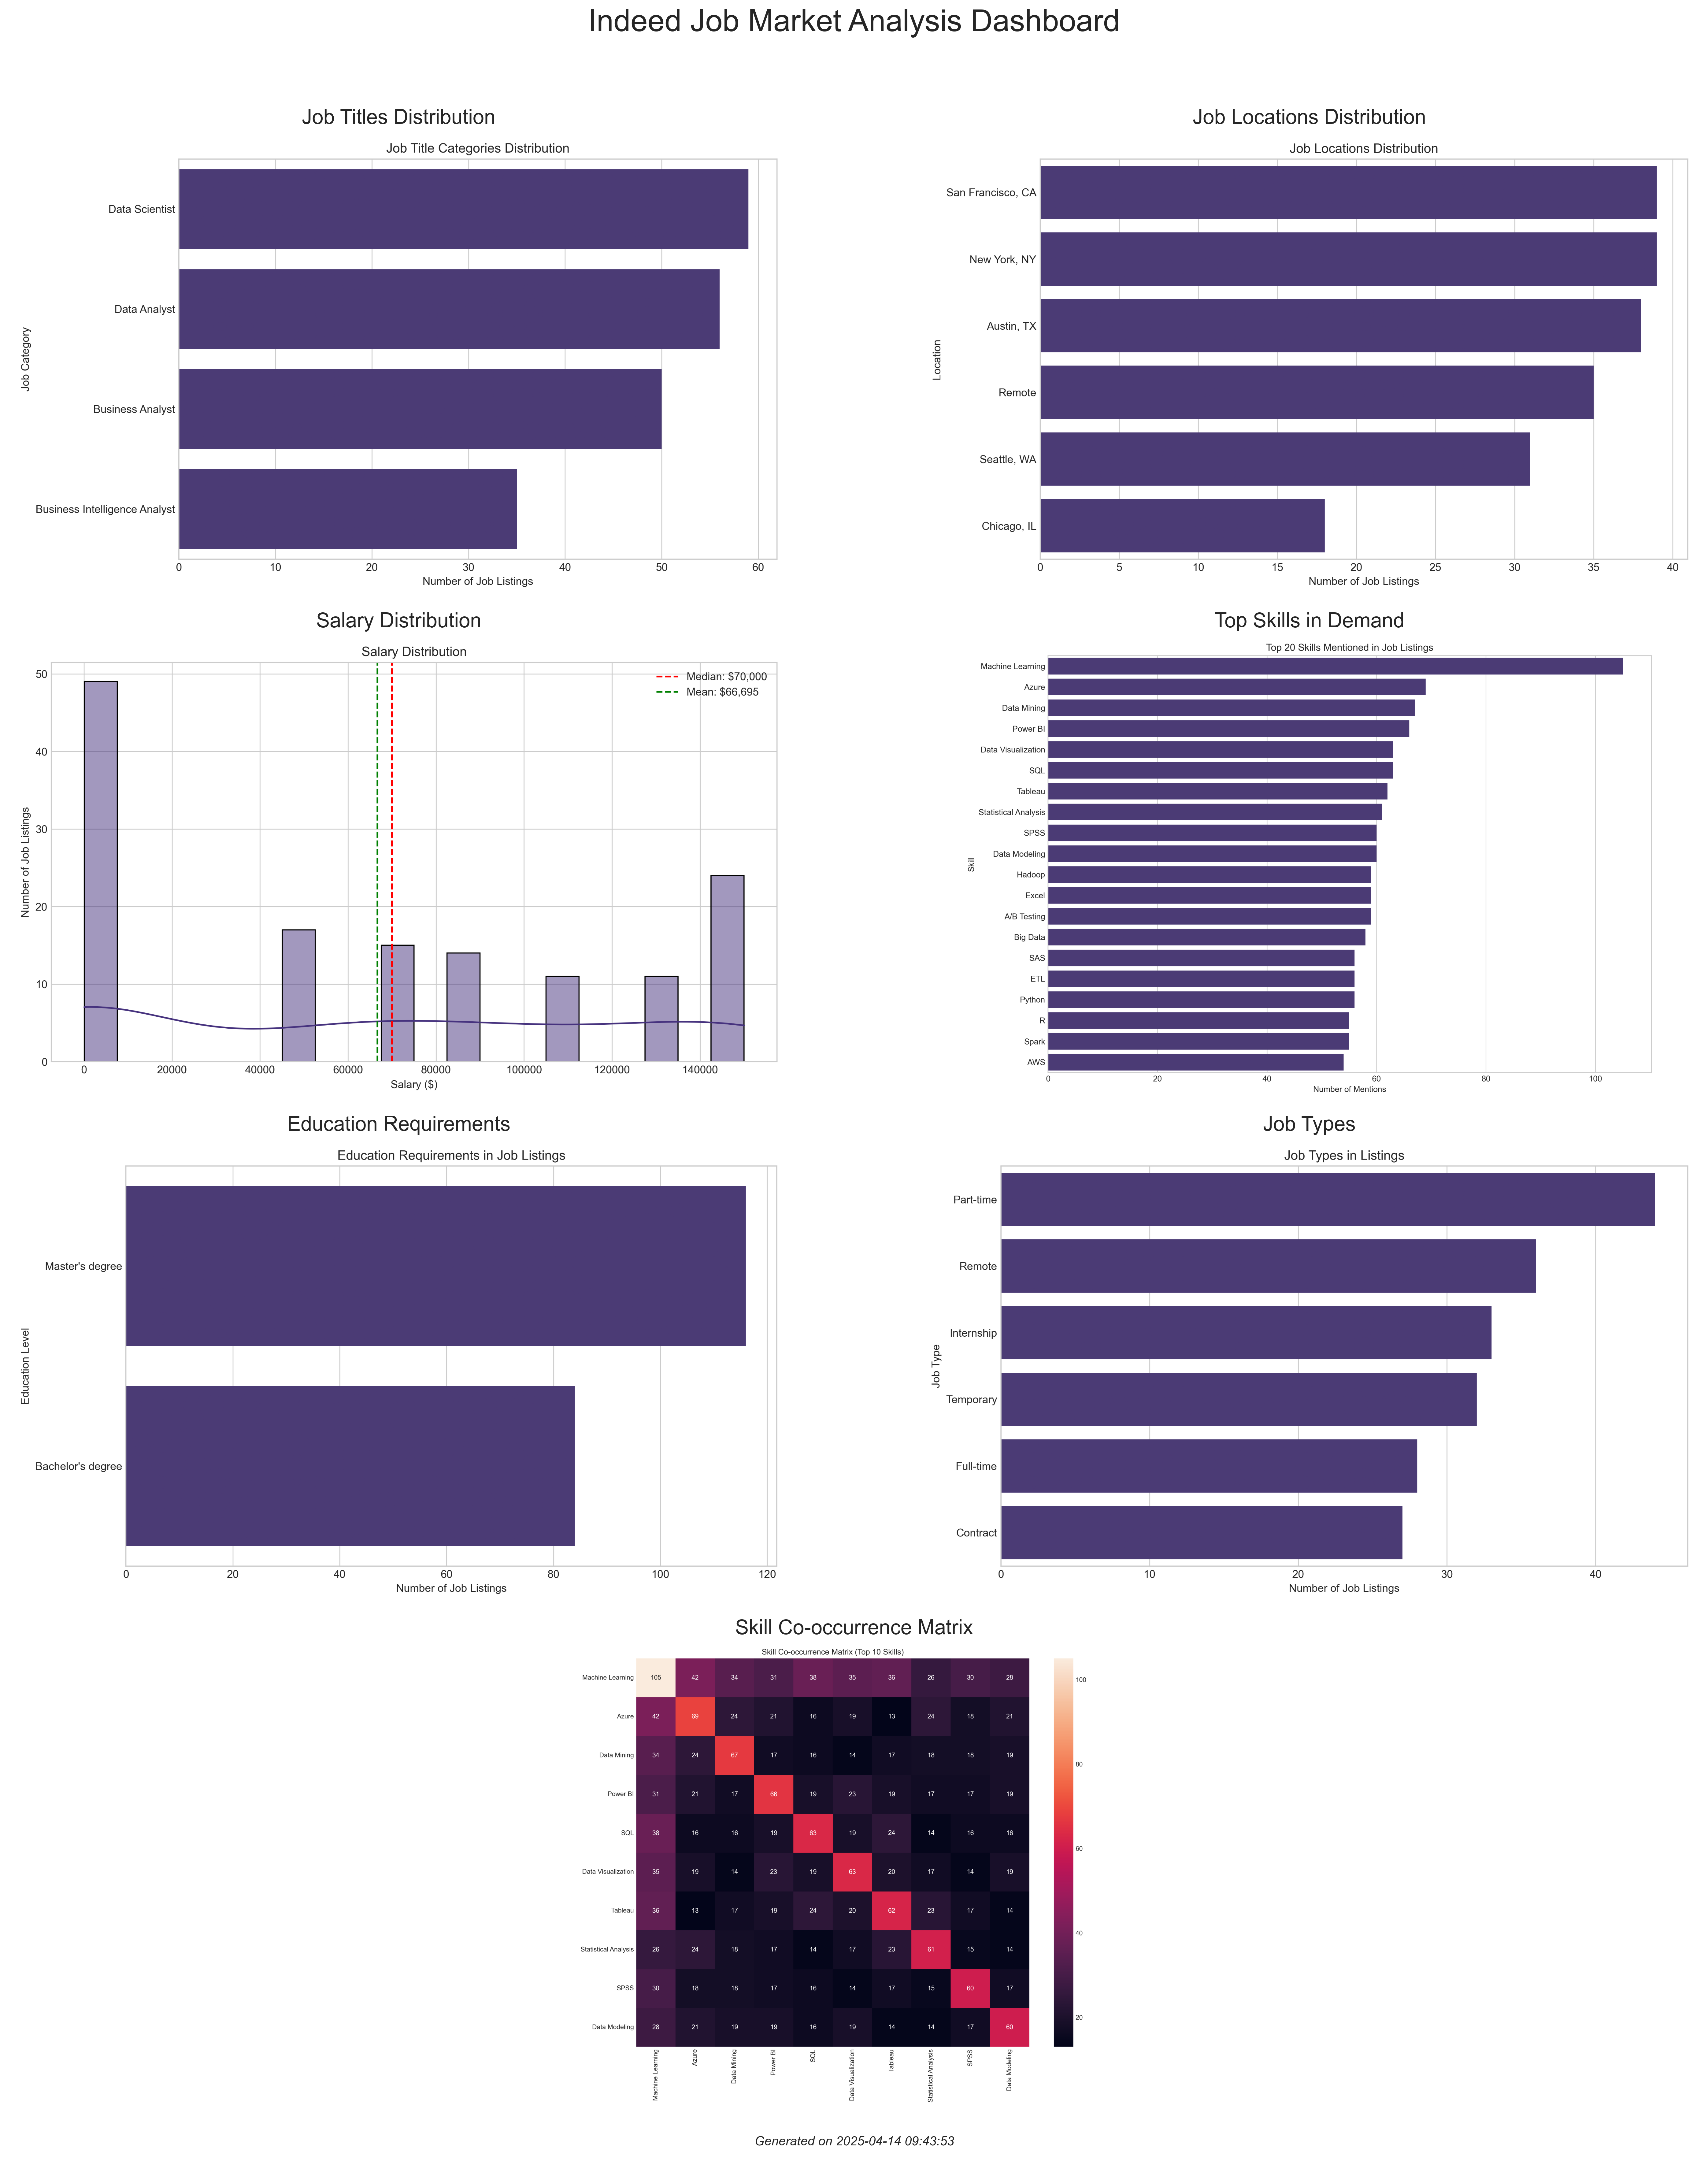 Indeed Job Market Analysis Dashboard
Job Titles Distribution
Job Title Categories Distribution
Job Category
Data Scientist
Data Analyst
Business Analyst
Business Intelligence Analyst
0 10 20 30 40 50 60
Number of Job Listings
Job Locations Distribution
Job Locations Distribution
Location
San Francisco, CA
New York, NY
Austin, TX
Remote
Seattle, WA
Chicago, IL
0 5 10 15 20 25 30 35 40
Number of Job Listings
Salary Distribution
Salary Distribution
Median: $70,000
Mean: $66,695
Number of Job Listings
50
40
30
20
10
0
0 20000 40000 60000 80000 100000 120000 140000
Salary ($)
Top Skills in Demand
Top 20 Skills Mentioned in Job Listings
Skill
Machine Learning
Azure
Data Mining
Power BI
Data Visualization
SQL
Tableau
Statistical Analysis
SPSS
Data Modeling
Hadoop
Excel
A/B Testing
Big Data
SAS
ETL
Python
R
Spark
AWS
0 20 40 60 80 100
Number of Mentions
Education Requirements
Education Requirements in Job Listings
Education Level
Master's degree
Bachelor's degree
0 20 40 60 80 100 120
Number of Job Listings
Job Types
Job Types in Listings
Job Type
Part-time
Remote
Internship
Temporary
Full-time
Contract
0 10 20 30 40
Number of Job Listings
Skill Co-occurrence Matrix
Skill Co-occurrence Matrix (Top 10 Skills)
Machine Learning 105 42 34 31 38 35 36 26 30 28
Azure 42 69 24 21 16 19 13 24 18 21
Data Mining 34 24 67 17 16 14 17 18 18 19
Power BI 31 21 17 66 19 23 19 17 17 19
SQL 38 16 16 19 63 19 24 14 16 16
Data Visualization 35 19 14 23 19 63 20 17 14 19
Tableau 36 13 17 19 24 20 62 23 17 14
Statistical Analysis 26 24 18 17 14 17 23 61 15 14
SPSS 30 18 18 17 16 14 17 15 60 17
Data Modeling 28 21 19 19 16 19 14 14 17 60
Machine Learning
Azure
Data Mining
Power BI
SQL
Data Visualization
Tableau
Statistical Analysis
SPSS
Data Modeling
100
80
60
40
20
Generated on 2025-04-14 09:43:53